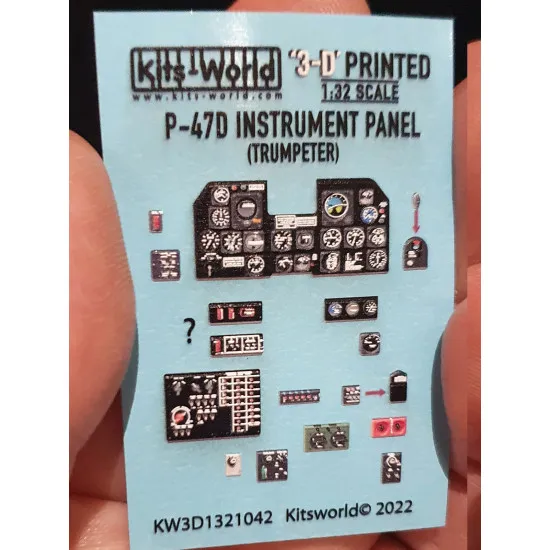 Kits-World "3-D' PRINTED
www.kits-world.com 1:32 SCALE
P-47D INSTRUMENT PANEL
(TRUMPETER)
?
KW3D1321042 Kitsworld© 2022